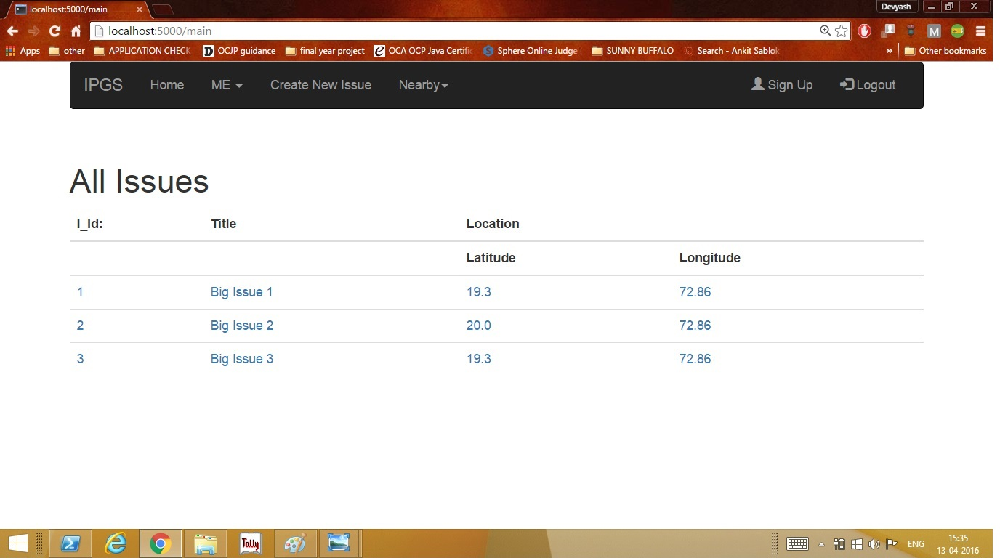 localhost:5000/main
Devyash
localhost:5000/main
Apps other APPLICATION CHECK OCJP guidance final year project OCA OCP Java Certific Sphere Online Judge SUNNY BUFFALO Search - Ankit Sablok » Other bookmarks
IPGS Home ME Create New Issue Nearby Sign Up Logout
All Issues
I_Id: Title Location
Latitude Longitude
1 Big Issue 1 19.3 72.86
2 Big Issue 2 20.0 72.86
3 Big Issue 3 19.3 72.86
Tally
ENG
15:35
13-04-2016